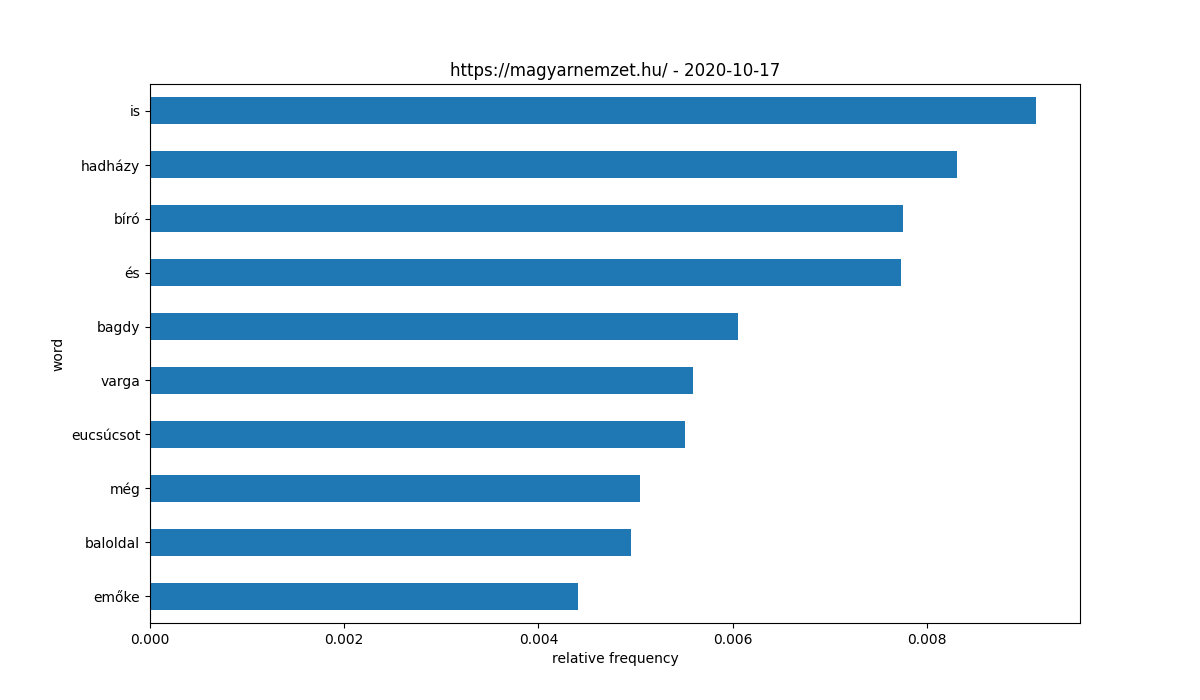 https://magyarnemzet.hu/ - 2020-10-17
is
hadházy
bíró
és
bagdy
varga
eucsúcsot
még
baloldal
emőke
word
0.000 0.002 0.004 0.006 0.008
relative frequency